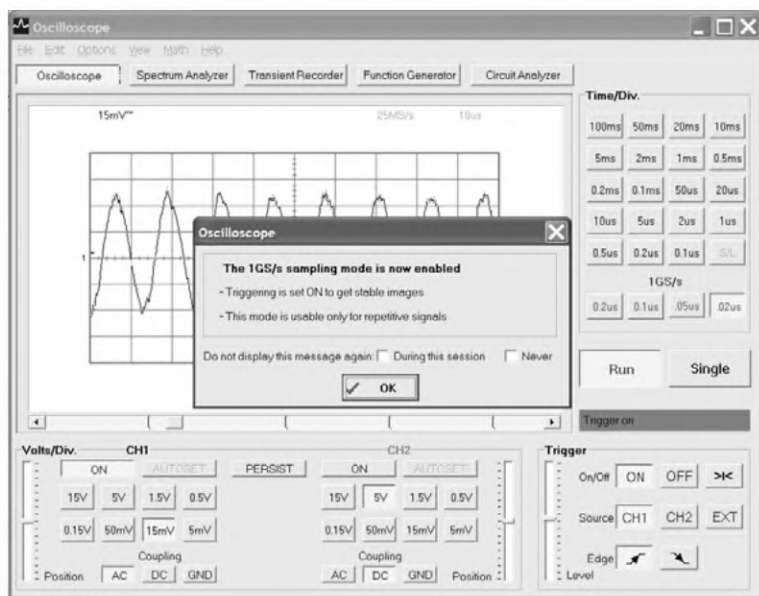 Oscilloscope
File Edit Options View Math Help
Oscilloscope Spectrum Analyzer Transient Recorder Function Generator Circuit Analyzer
15mV~ 25MS/s 10us
1
Time/Div.
100ms 50ms 20ms 10ms
5ms 2ms 1ms 0.5ms
0.2ms 0.1ms 50us 20us
10us 5us 2us 1us
0.5us 0.2us 0.1us S/L
1GS/s
0.2us 0.1us .05us .02us
Run Single
Trigger on
Oscilloscope
The 1GS/s sampling mode is now enabled
- Triggering is set ON to get stable images
- This mode is usable only for repetitive signals
Do not display this message again: During this session Never
OK
Volts/Div. CH1 CH2
ON AUTOSET PERSIST ON AUTOSET
15V 5V 1.5V 0.5V 15V 5V 1.5V 0.5V
0.15V 50mV 15mV 5mV 0.15V 50mV 15mV 5mV
Coupling Coupling
Position AC DC GND AC DC GND Position
Trigger
On/Off ON OFF >I<
Source CH1 CH2 EXT
Edge
Level